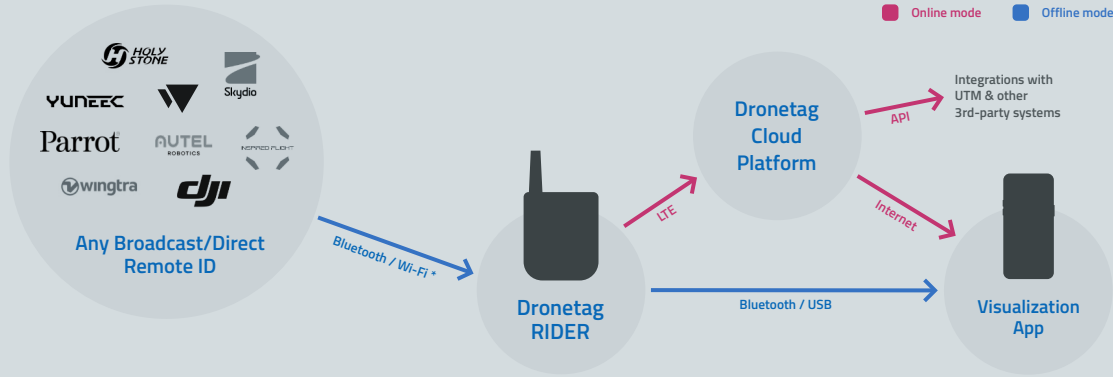 Online mode
Offline mode
HOLY
STONE
Skydio
YUNEEC
Parrot
AUTEL
ROBOTICS
INSPIRED FLIGHT
wingtra
dji
Any Broadcast/Direct
Remote ID
Bluetooth / Wi-Fi *
Dronetag
RIDER
LTE
Dronetag
Cloud
Platform
API
Integrations with
UTM & other
3rd-party systems
Internet
Bluetooth / USB
Visualization
App